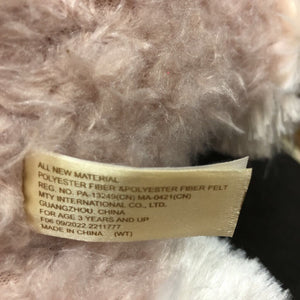 ALL NEW MATERIAL
POLYESTER FIBER &POLYESTER FIBER FELT
REG. NO. PA-13249(CN) MA-0421(CN)
MTY INTERNATIONAL CO., LTD.
GUANGZHOU, CHINA
FOR AGE 3 YEARS AND UP
F06 09/2022 2211777
MADE IN CHINA (WT)